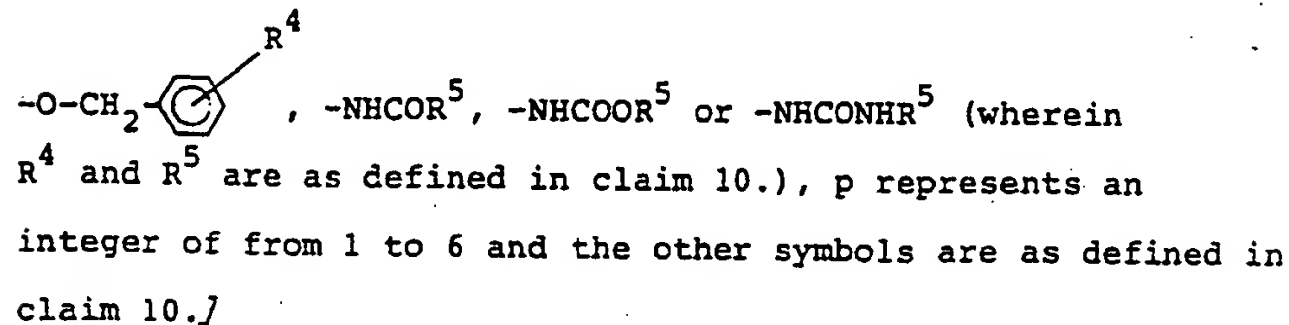 R⁴
-O-CH₂- , -NHCOR⁵, -NHCOOR⁵ or -NHCONHR⁵ (wherein
R⁴ and R⁵ are as defined in claim 10.), p represents an
integer of from 1 to 6 and the other symbols are as defined in
claim 10.]